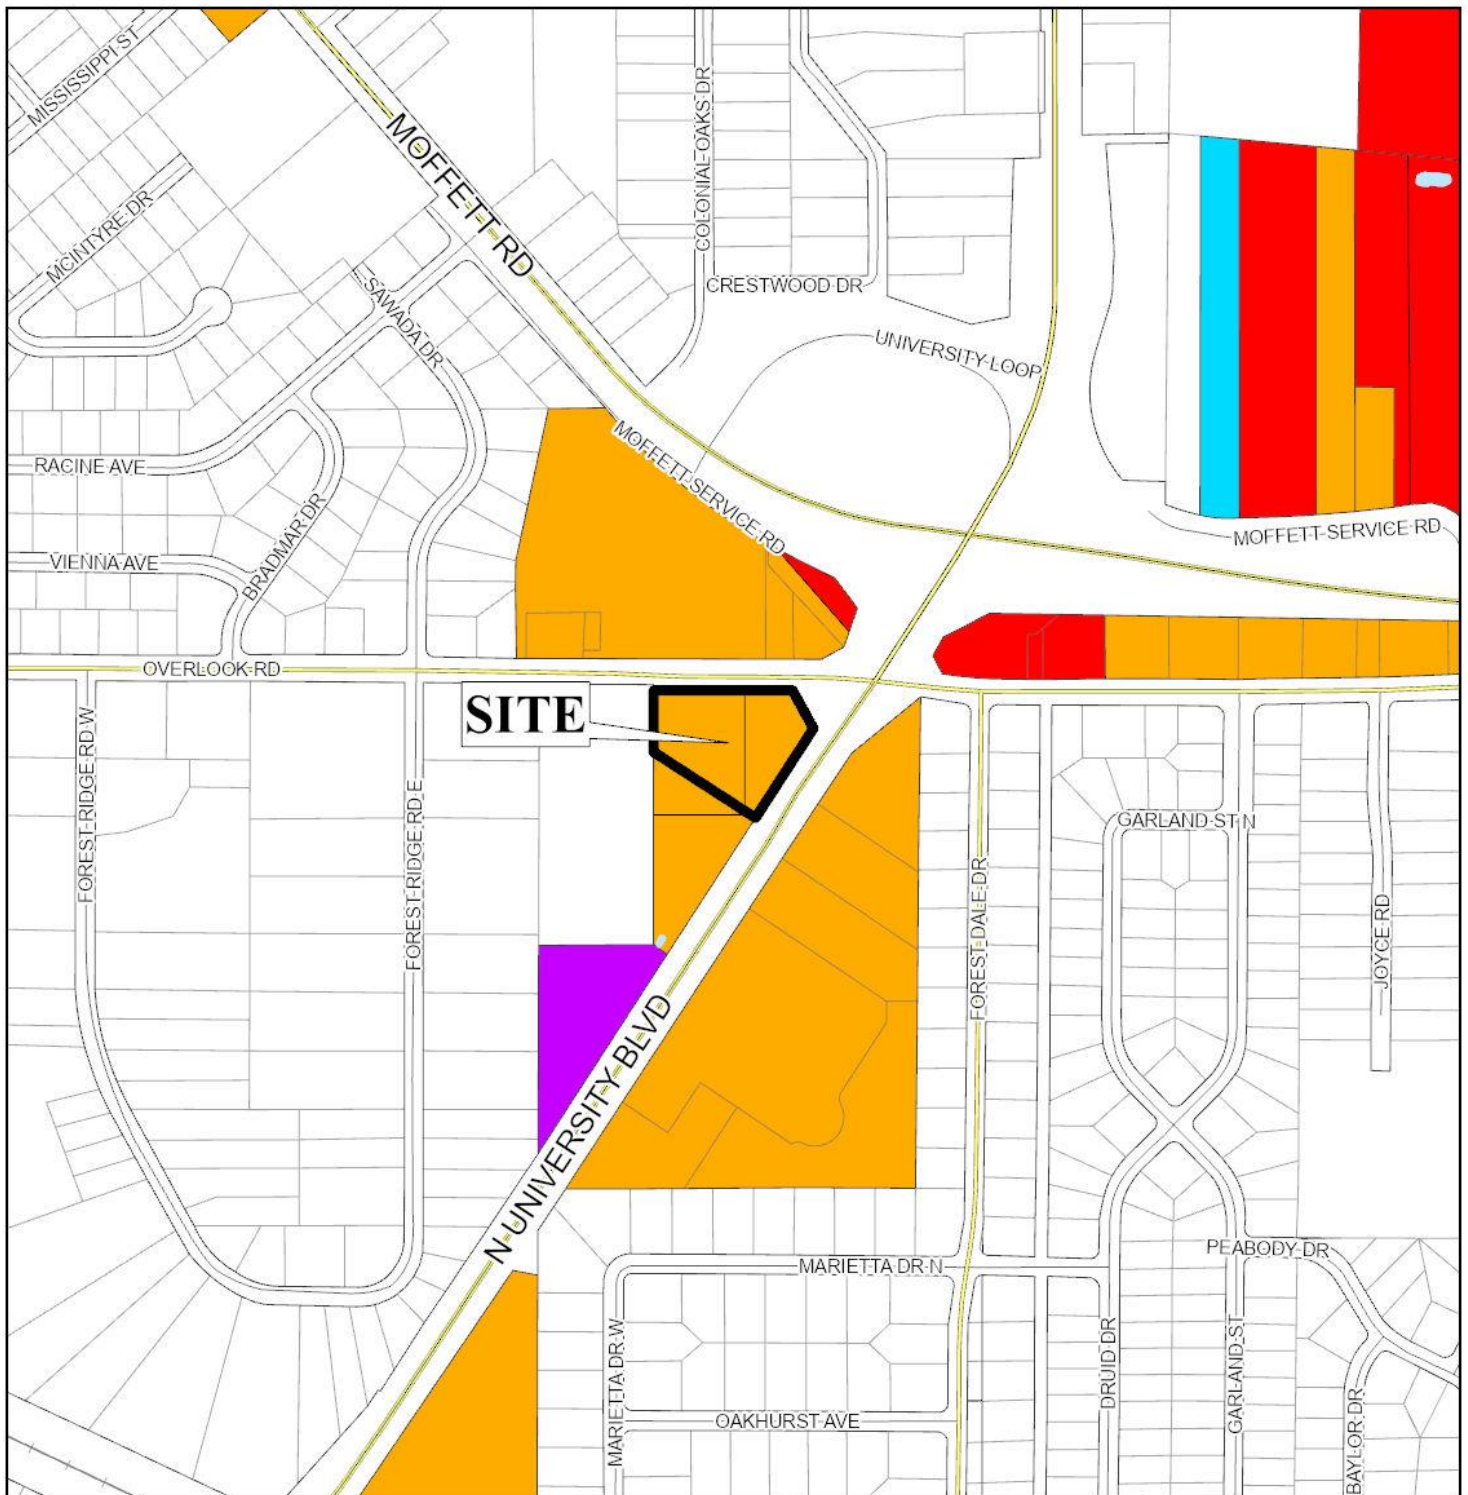 MISSISSIPPI ST
MOFFETT RD
COLONIAL OAKS DR
MCINTYRE DR
CRESTWOOD DR
SAWADA DR
UNIVERSITY LOOP
MOFFETT SERVICE RD
RACINE AVE
BRADMAR DR
MOFFETT SERVICE RD
VIENNA AVE
OVERLOOK RD
SITE
FOREST RIDGE RD W
FOREST RIDGE RD E
GARLAND ST N
FOREST DALE DR
JOYCE RD
N UNIVERSITY BLVD
PEABODY DR
MARIETTA DR N
MARIETTA DR W
DRUID DR
GARLAND ST
OAKHURST AVE
BAYLOR DR